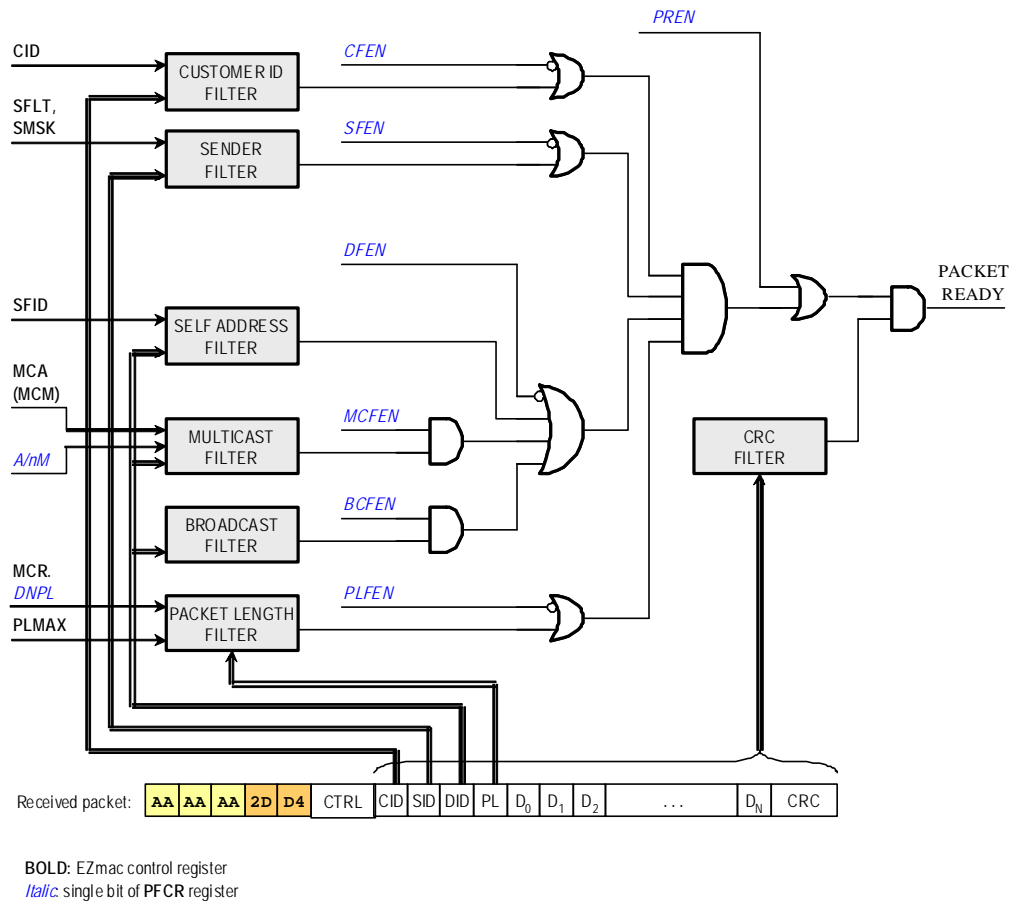 PREN
CID
CFEN
CUSTOMER ID
FILTER
SFLT,
SMSK
SFEN
SENDER
FILTER
DFEN
PACKET
READY
SFID
SELF ADDRESS
FILTER
MCA
(MCM)
MCFEN
MULTICAST
FILTER
A/nM
CRC
FILTER
BCFEN
BROADCAST
FILTER
MCR.
DNPL
PLFEN
PLMAX
PACKET LENGTH
FILTER
Received packet: AA AA AA 2D D4 CTRL CID SID DID PL D0 D1 D2 ... DN CRC
BOLD: EZmac control register
Italic: single bit of PFCR register